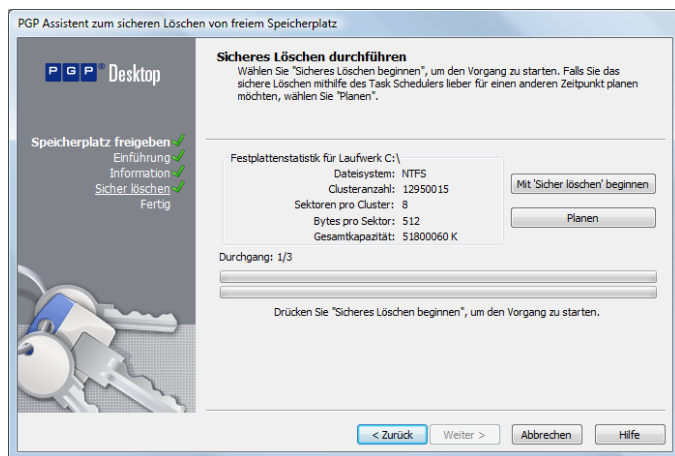 PGP Assistent zum sicheren Löschen von freiem Speicherplatz
PGP® Desktop
Speicherplatz freigeben
Einführung
Information
Sicher löschen
Fertig
Sicheres Löschen durchführen
Wählen Sie "Sicheres Löschen beginnen", um den Vorgang zu starten. Falls Sie das
sichere Löschen mithilfe des Task Schedulers lieber für einen anderen Zeitpunkt planen
möchten, wählen Sie "Planen".
Festplattenstatistik für Laufwerk C:\
Dateisystem: NTFS
Clusteranzahl: 12950015
Sektoren pro Cluster: 8
Bytes pro Sektor: 512
Gesamtkapazität: 51800060 K
Mit 'Sicher löschen' beginnen
Planen
Durchgang: 1/3
Drücken Sie "Sicheres Löschen beginnen", um den Vorgang zu starten.
< Zurück
Weiter >
Abbrechen
Hilfe